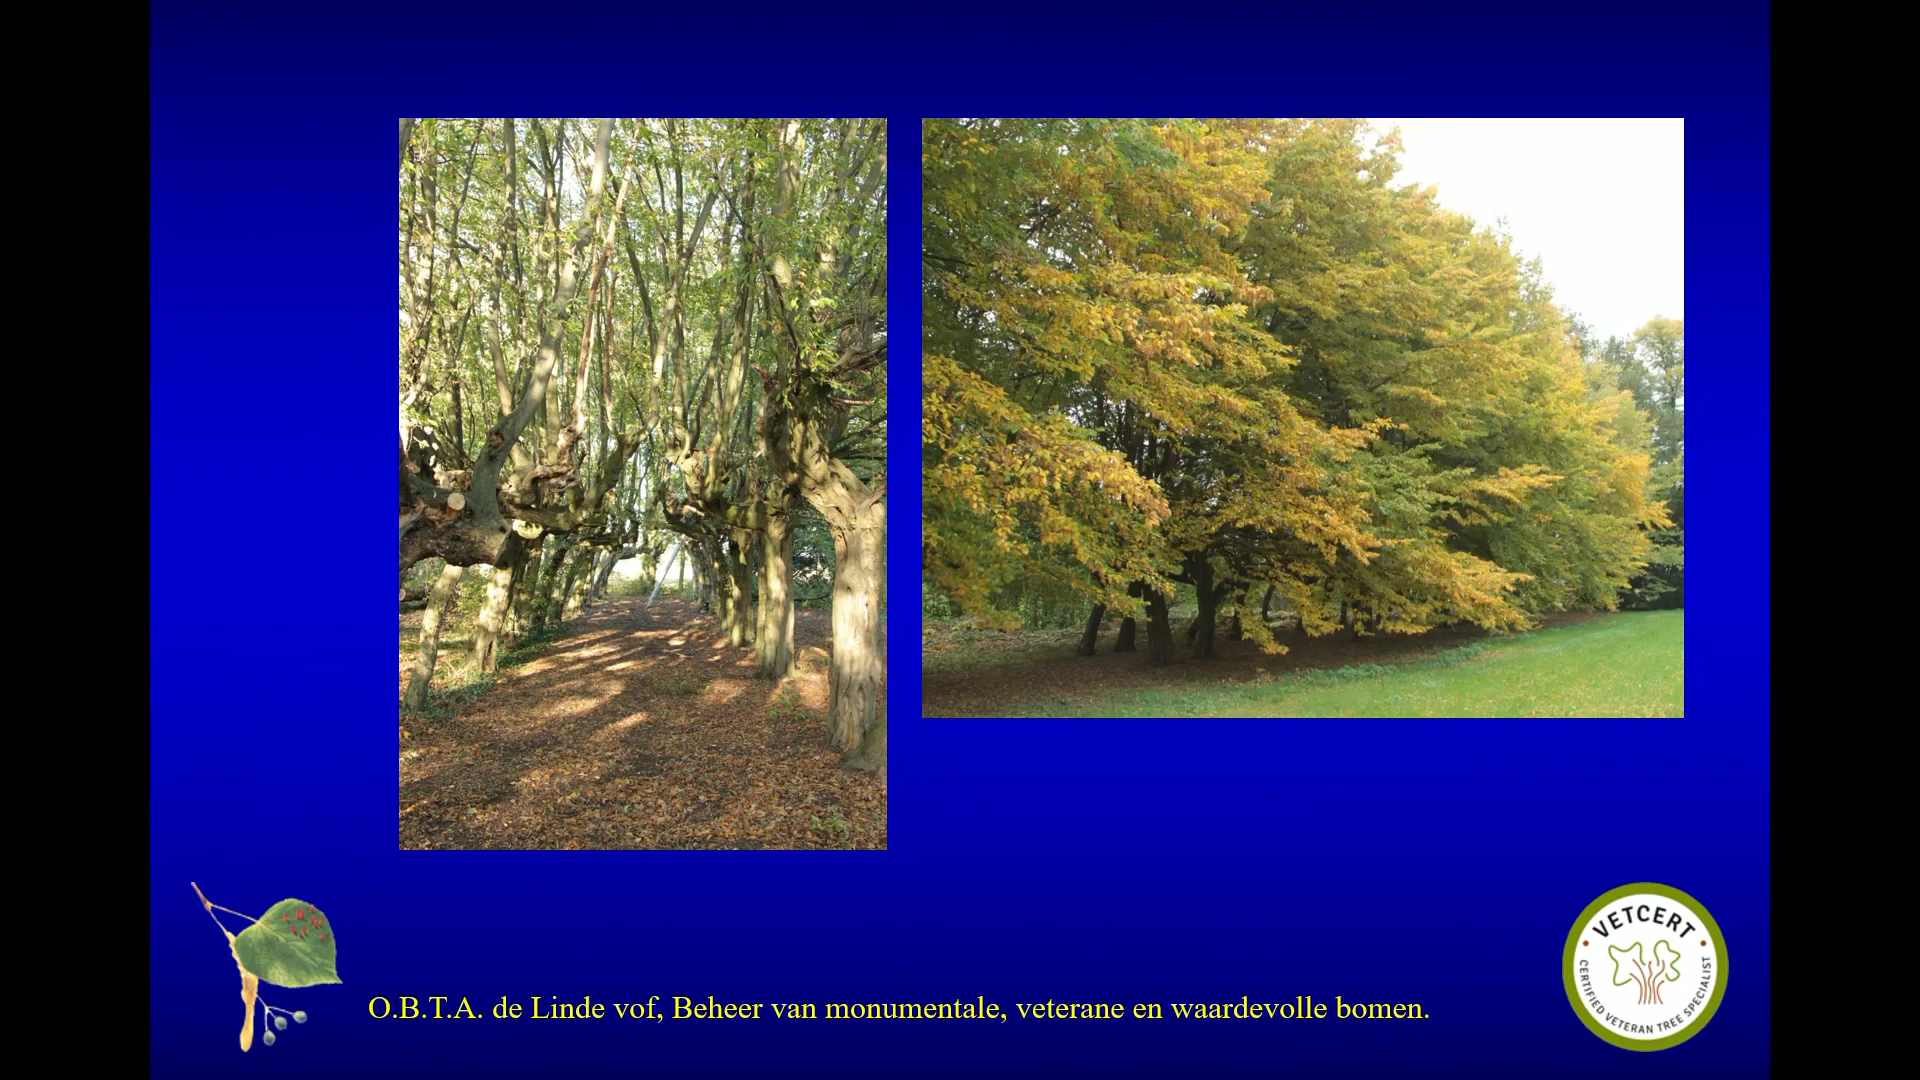 O.B.T.A. de Linde vof, Beheer van monumentale, veterane en waardevolle bomen.
VETCERT
CERTIFIED VETERAN TREE SPECIALIST